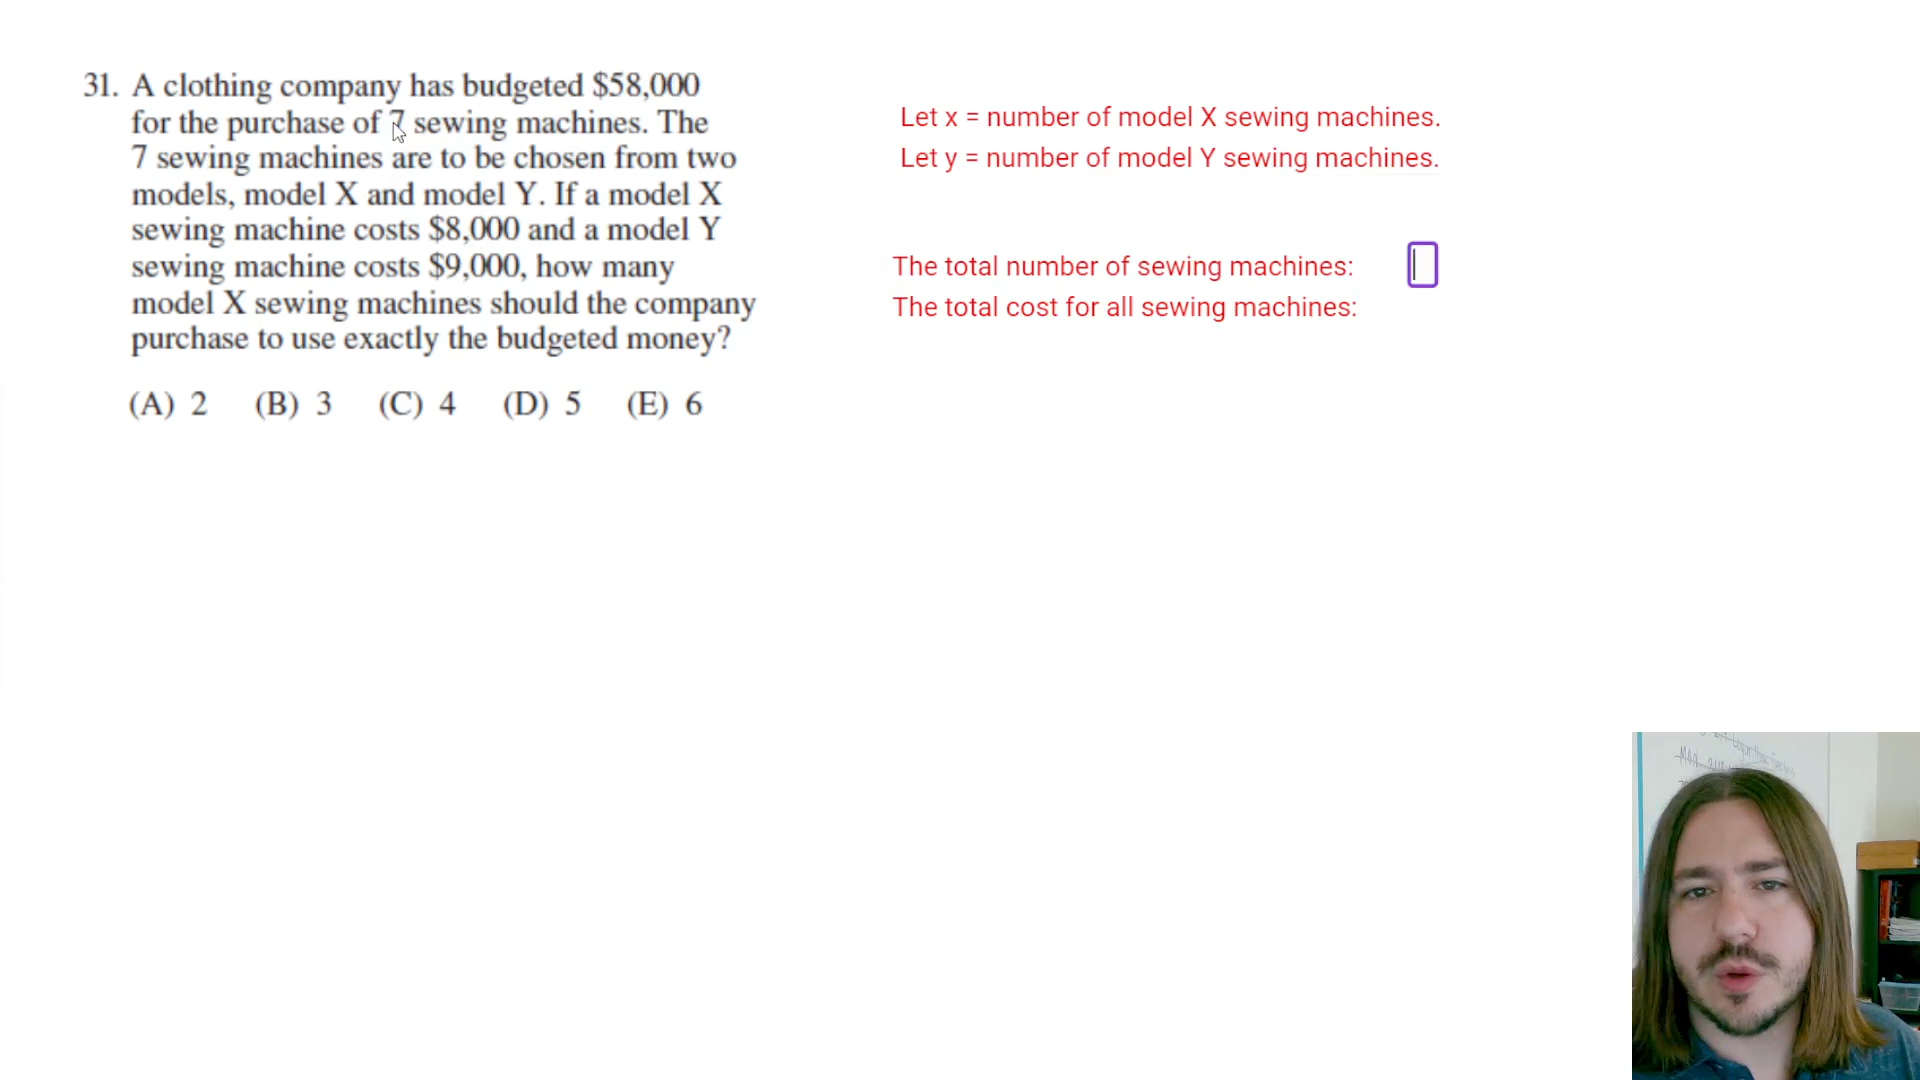 31. A clothing company has budgeted $58,000
for the purchase of 7 sewing machines. The
7 sewing machines are to be chosen from two
models, model X and model Y. If a model X
sewing machine costs $8,000 and a model Y
sewing machine costs $9,000, how many
model X sewing machines should the company
purchase to use exactly the budgeted money?
(A) 2 (B) 3 (C) 4 (D) 5 (E) 6
Let x = number of model X sewing machines.
Let y = number of model Y sewing machines.
The total number of sewing machines:
The total cost for all sewing machines: